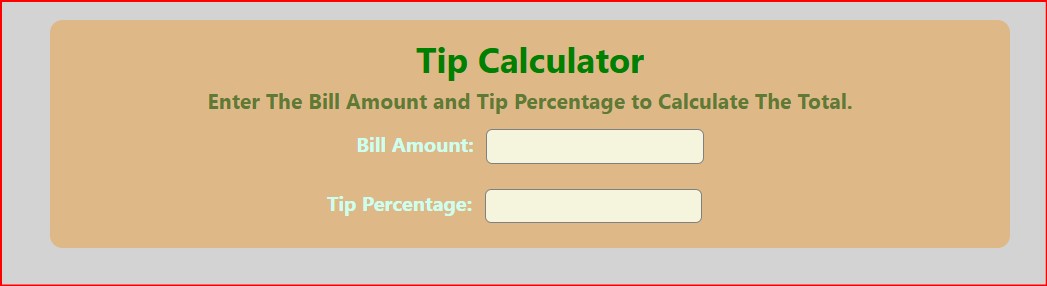 Tip Calculator
Enter The Bill Amount and Tip Percentage to Calculate The Total.
Bill Amount:
Tip Percentage: